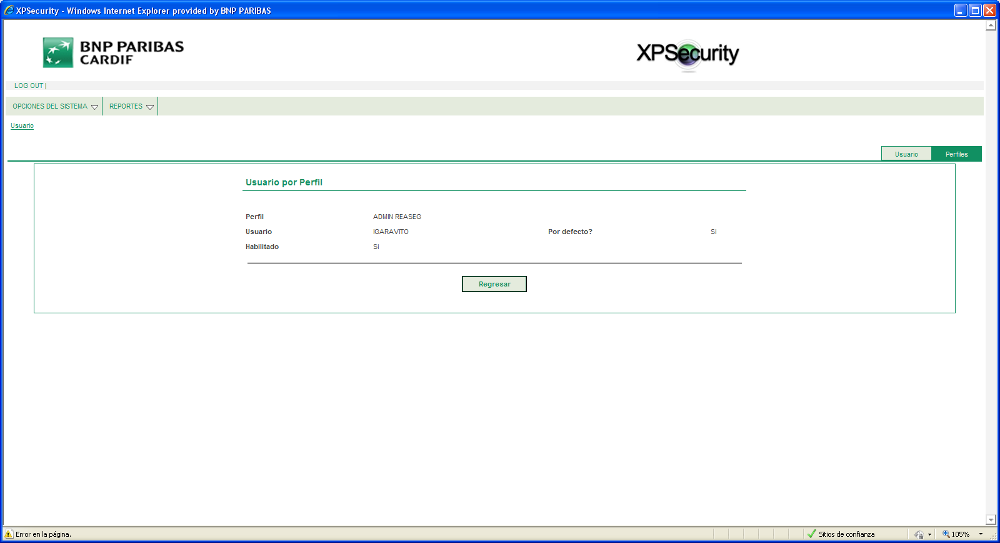 XPSecurity - Windows Internet Explorer provided by BNP PARIBAS
BNP PARIBAS
CARDIF
XPSecurity
LOG OUT |
OPCIONES DEL SISTEMA
REPORTES
Usuario
Usuario
Perfiles
Usuario por Perfil
Perfil ADMIN REASEG
Usuario IGARAVITO Por defecto? Si
Habilitado Si
Regresar
Error en la página.
Sitios de confianza
105%